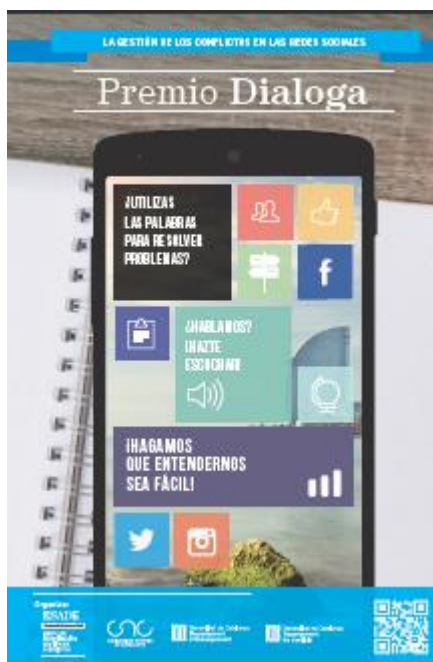 LA GESTIÓN DE LOS CONFLICTOS EN LAS REDES SOCIALES
Premio Dialoga
¿UTILIZAS
LAS PALABRAS
PARA RESOLVER
PROBLEMAS?
f
¿HABLAMOS?
¡HAZTE
ESCUCHAR!
¡HAGAMOS
QUE ENTENDERNOS
SEA FÁCIL!
ESADE